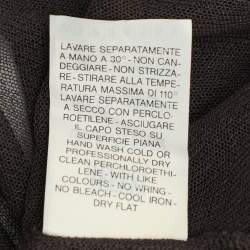 LAVARE SEPARATAMENTE
A MANO A 30° - NON CAN-
DEGGIARE - NON STRIZZA-
RE - STIRARE ALLA TEMPE-
RATURA MASSIMA DI 110°
LAVARE SEPARATAMENTE
A SECCO CON PERCLO-
ROETILENE - ASCIUGARE
IL CAPO STESO SU
SUPERFICIE PIANA
HAND WASH COLD OR
PROFESSIONALLY DRY
CLEAN PERCHLOROETHI-
LENE - WITH LIKE
COLOURS - NO WRING -
NO BLEACH - COOL IRON -
DRY FLAT